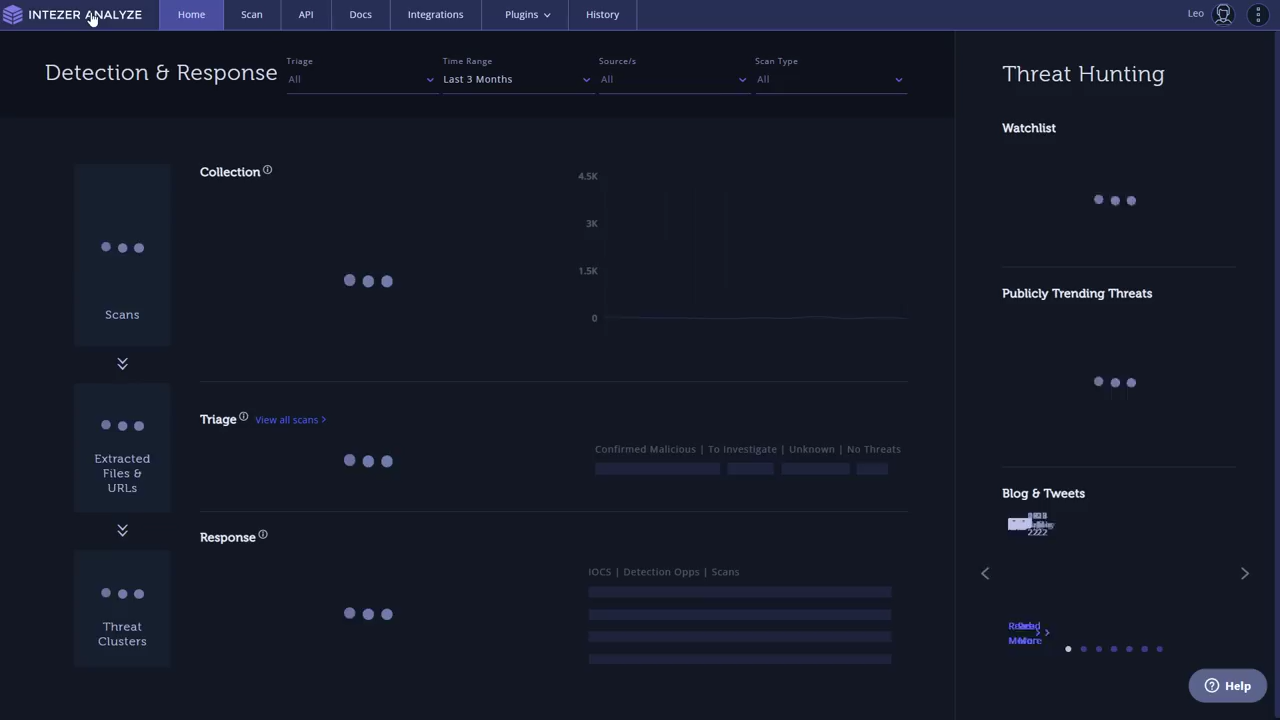 INTEZER ANALYZE
Home
Scan
API
Docs
Integrations
Plugins
History
Leo
Detection & Response
Triage
All
Time Range
Last 3 Months
Source/s
All
Scan Type
All
Scans
Extracted
Files &
URLs
Threat
Clusters
Collection
4.5K
3K
1.5K
0
Triage
View all scans >
Confirmed Malicious | To Investigate | Unknown | No Threats
Response
IOCS | Detection Opps | Scans
Threat Hunting
Watchlist
Publicly Trending Threats
Blog & Tweets
Help